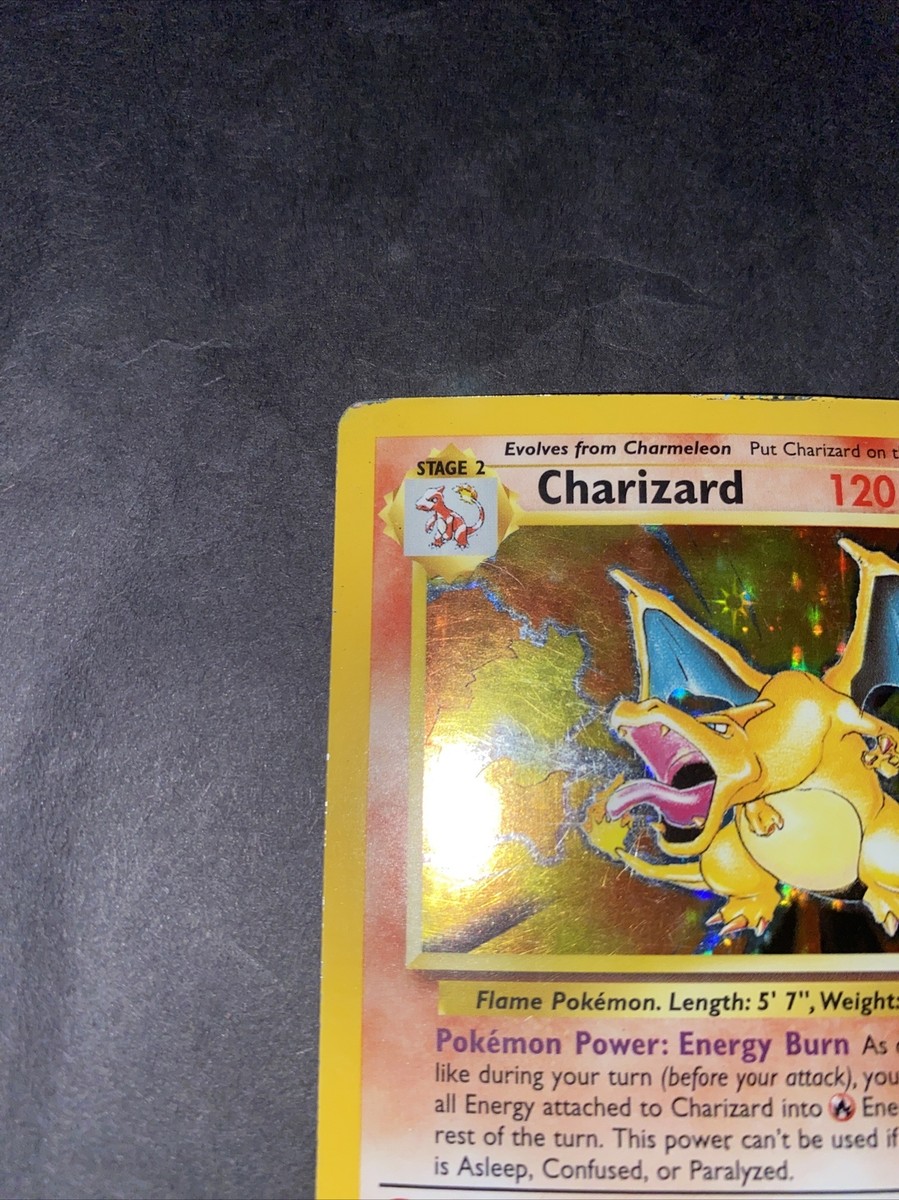 Evolves from Charmeleon Put Charizard on
STAGE 2
Charizard 120
Flame Pokémon. Length: 5' 7", Weight:
Pokémon Power: Energy Burn As
like during your turn (before your attack), you
all Energy attached to Charizard into Ene
rest of the turn. This power can't be used if
is Asleep, Confused, or Paralyzed.